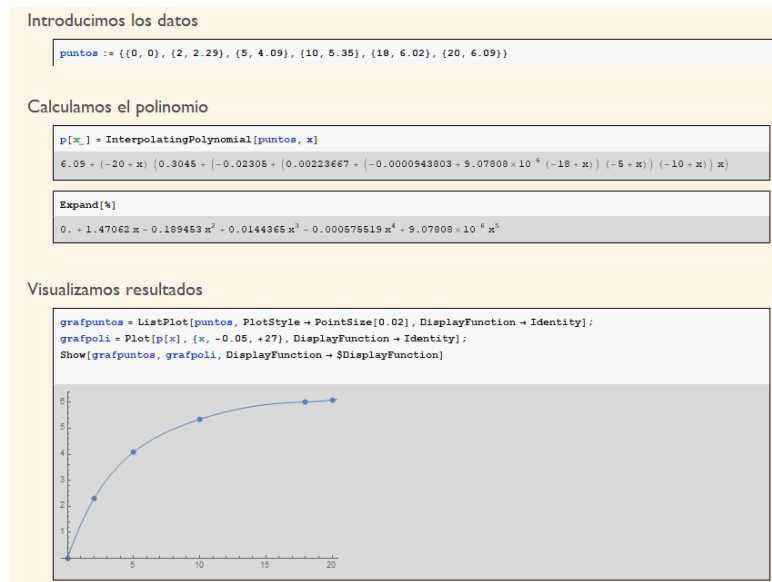 Introducimos los datos
puntos := {{0, 0}, {2, 2.29}, {5, 4.09}, {10, 5.35}, {18, 6.02}, {20, 6.09}}
Calculamos el polinomio
p[x_] = InterpolatingPolynomial[puntos, x]
6.09 + (-20 + x) (0.3045 + (-0.02305 + (0.00223667 + (-0.0000943803 + 9.07808×10⁻⁶ (-18 + x)) (-5 + x)) (-10 + x)) x)
Expand[%]
0. + 1.47062 x - 0.189453 x² + 0.0144365 x³ - 0.000575519 x⁴ + 9.07808×10⁻⁶ x⁵
Visualizamos resultados
grafpuntos = ListPlot[puntos, PlotStyle → PointSize[0.02], DisplayFunction → Identity];
grafpoli = Plot[p[x], {x, -0.05, +27}, DisplayFunction → Identity];
Show[grafpuntos, grafpoli, DisplayFunction → $DisplayFunction]
6
5
4
3
2
1
5 10 15 20